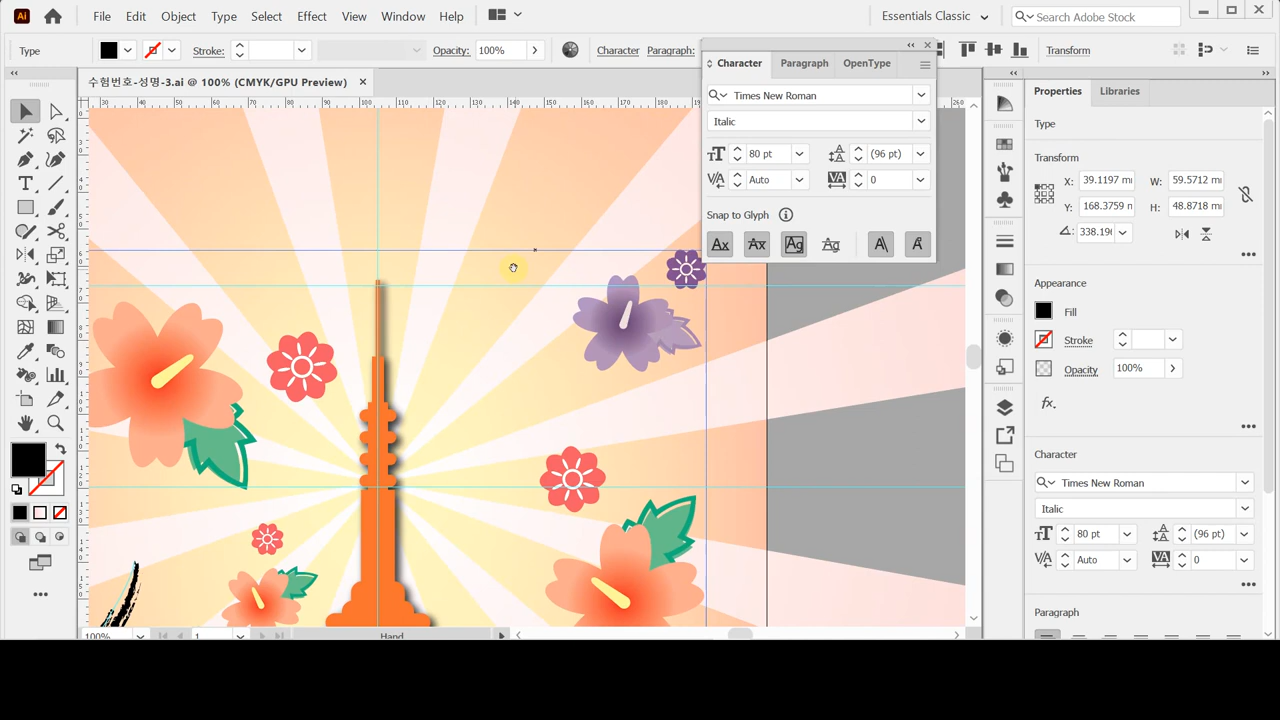 Ai File Edit Object Type Select Effect View Window Help Essentials Classic Search Adobe Stock
Type Stroke: Opacity: 100% Character Paragraph: Transform
수험번호-성명-3.ai @ 100% (CMYK/GPU Preview)
Character Paragraph OpenType
Times New Roman
Italic
80 pt (96 pt)
Auto 0
Snap to Glyph
Properties Libraries
Type
Transform
X: 39.1197 W: 59.5712
Y: 168.3759 H: 48.8718
338.19
Appearance
Fill
Stroke
Opacity 100%
fx.
Character
Times New Roman
Italic
80 pt (96 pt)
Auto 0
Paragraph
100% 1 Hand